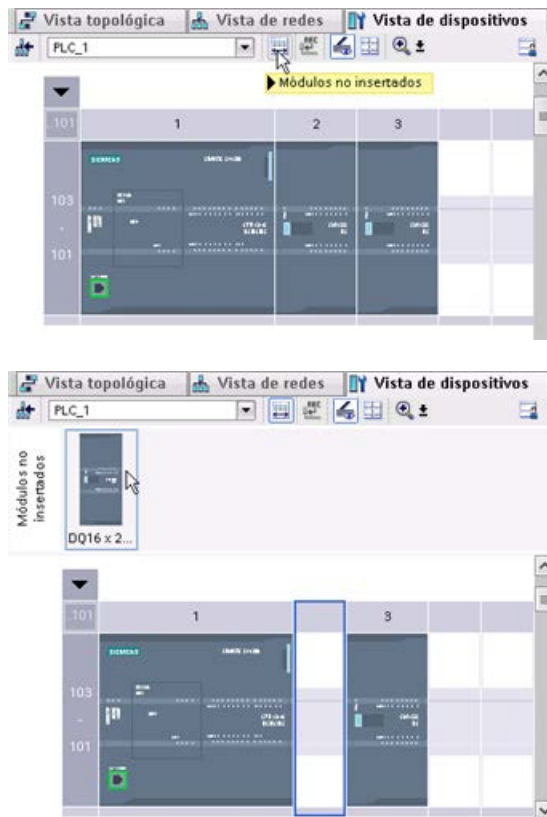 Vista topológica Vista de redes Vista de dispositivos
PLC_1
Módulos no insertados
101 1 2 3
SIEMENS
103
-
101
Vista topológica Vista de redes Vista de dispositivos
PLC_1
Módulos no
insertados
DQ16 x 2...
101 1 3
SIEMENS
103
-
101